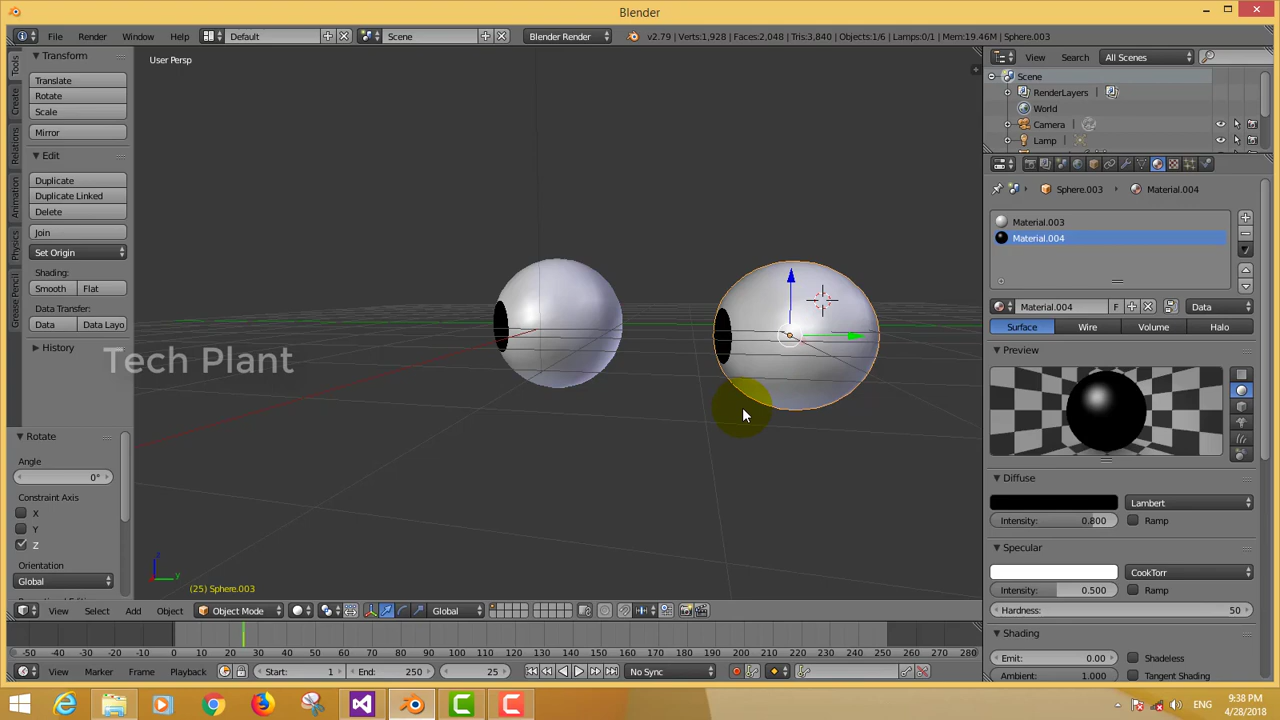 Blender
File Render Window Help Default Scene Blender Render v2.79 | Verts:1,928 | Faces:2,048 | Tris:3,840 | Objects:1/6 | Lamps:0/1 | Mem:19.46M | Sphere.003
Tools
Create
Relations
Animation
Physics
Grease Pencil
Transform
Translate
Rotate
Scale
Mirror
Edit
Duplicate
Duplicate Linked
Delete
Join
Set Origin
Shading:
Smooth Flat
Data Transfer:
Data Data Layo
History
Rotate
Angle
0°
Constraint Axis
X
Y
Z
Orientation
Global
User Persp
Tech Plant
z
y
(25) Sphere.003
View Select Add Object Object Mode Global
-50 -40 -30 -20 -10 0 10 20 30 40 50 60 70 80 90 100 110 120 130 140 150 160 170 180 190 200 210 220 230 240 250 260 270 280
View Marker Frame Playback Start: 1 End: 250 25 No Sync
View Search All Scenes
Scene
RenderLayers
World
Camera
Lamp
Sphere.003 Material.004
Material.003
Material.004
Material.004 F Data
Surface Wire Volume Halo
Preview
Diffuse
Lambert
Intensity: 0.800 Ramp
Specular
CookTorr
Intensity: 0.500 Ramp
Hardness: 50
Shading
Emit: 0.00 Shadeless
Ambient: 1.000 Tangent Shading
ENG
9:38 PM
4/28/2018